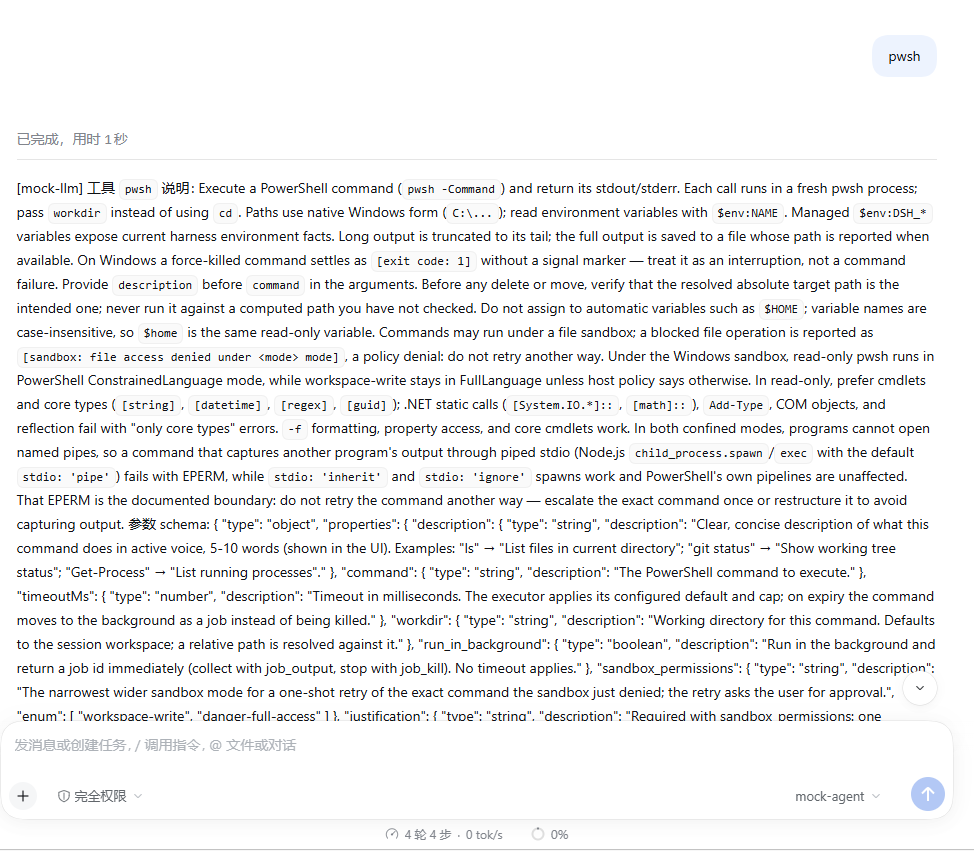 pwsh
已完成，用时 1 秒
[mock-llm] 工具 pwsh 说明: Execute a PowerShell command ( pwsh -Command ) and return its stdout/stderr. Each call runs in a fresh pwsh process;
pass workdir instead of using cd . Paths use native Windows form ( C:\... ); read environment variables with $env:NAME . Managed $env:DSH_*
variables expose current harness environment facts. Long output is truncated to its tail; the full output is saved to a file whose path is reported when
available. On Windows a force-killed command settles as [exit code: 1] without a signal marker — treat it as an interruption, not a command
failure. Provide description before command in the arguments. Before any delete or move, verify that the resolved absolute target path is the
intended one; never run it against a computed path you have not checked. Do not assign to automatic variables such as $HOME ; variable names are
case-insensitive, so $home is the same read-only variable. Commands may run under a file sandbox; a blocked file operation is reported as
[sandbox: file access denied under <mode> mode] , a policy denial: do not retry another way. Under the Windows sandbox, read-only pwsh runs in
PowerShell ConstrainedLanguage mode, while workspace-write stays in FullLanguage unless host policy says otherwise. In read-only, prefer cmdlets
and core types ( [string] , [datetime] , [regex] , [guid] ); .NET static calls ( [System.IO.*]:: , [math]:: ), Add-Type , COM objects, and
reflection fail with "only core types" errors. -f formatting, property access, and core cmdlets work. In both confined modes, programs cannot open
named pipes, so a command that captures another program's output through piped stdio (Node.js child_process.spawn / exec with the default
stdio: 'pipe' ) fails with EPERM, while stdio: 'inherit' and stdio: 'ignore' spawns work and PowerShell's own pipelines are unaffected.
That EPERM is the documented boundary: do not retry the command another way — escalate the exact command once or restructure it to avoid
capturing output. 参数 schema: { "type": "object", "properties": { "description": { "type": "string", "description": "Clear, concise description of what this
command does in active voice, 5-10 words (shown in the UI). Examples: "ls" → "List files in current directory"; "git status" → "Show working tree
status"; "Get-Process" → "List running processes"." }, "command": { "type": "string", "description": "The PowerShell command to execute." },
"timeoutMs": { "type": "number", "description": "Timeout in milliseconds. The executor applies its configured default and cap; on expiry the command
moves to the background as a job instead of being killed." }, "workdir": { "type": "string", "description": "Working directory for this command. Defaults
to the session workspace; a relative path is resolved against it." }, "run_in_background": { "type": "boolean", "description": "Run in the background and
return a job id immediately (collect with job_output, stop with job_kill). No timeout applies." }, "sandbox_permissions": { "type": "string", "description":
"The narrowest wider sandbox mode for a one-shot retry of the exact command the sandbox just denied; the retry asks the user for approval.",
"enum": [ "workspace-write", "danger-full-access" ] }, "justification": { "type": "string", "description": "Required with sandbox_permissions: one
发消息或创建任务, / 调用指令, @ 文件或对话
完全权限
mock-agent
4 轮 4 步 · 0 tok/s
0%